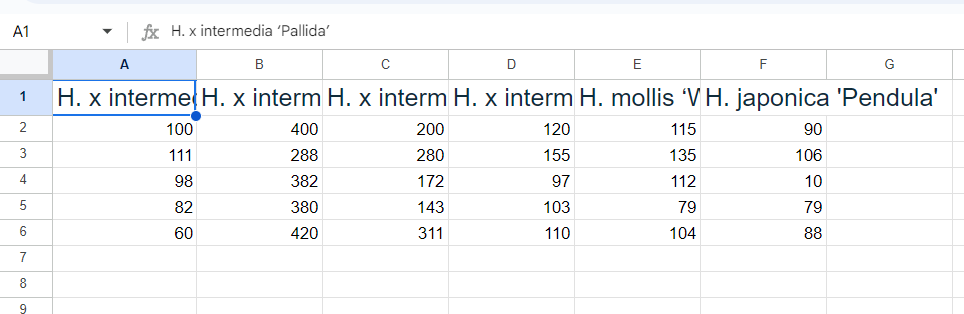 A1 fx H. x intermedia ‘Pallida’
A B C D E F G
1 H. x interme H. x interm H. x interm H. x interm H. mollis ‘W H. japonica 'Pendula'
2 100 400 200 120 115 90
3 111 288 280 155 135 106
4 98 382 172 97 112 10
5 82 380 143 103 79 79
6 60 420 311 110 104 88
7
8
9